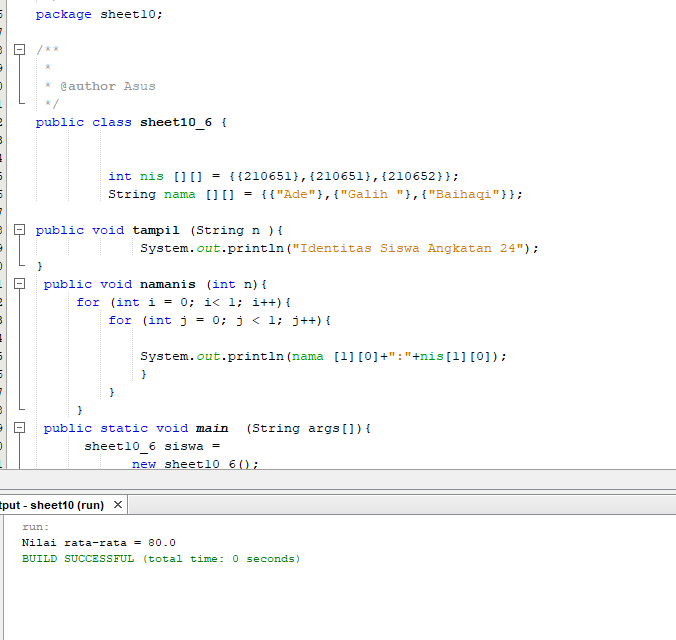 package sheet10;
/**
 *
 * @author Asus
 */
public class sheet10_6 {
int nis [][] = {{210651},{210651},{210652}};
String nama [][] = {{"Ade"},{"Galih "},{"Baihaqi"}};
public void tampil (String n ){
System.out.println("Identitas Siswa Angkatan 24");
}
public void namanis (int n){
for (int i = 0; i< 1; i++){
for (int j = 0; j < 1; j++){
System.out.println(nama [1][0]+":"+nis[1][0]);
}
}
}
public static void main  (String args[]){
sheet10_6 siswa =
new sheet10_6();
tput - sheet10 (run) ×
run:
Nilai rata-rata = 80.0
BUILD SUCCESSFUL (total time: 0 seconds)